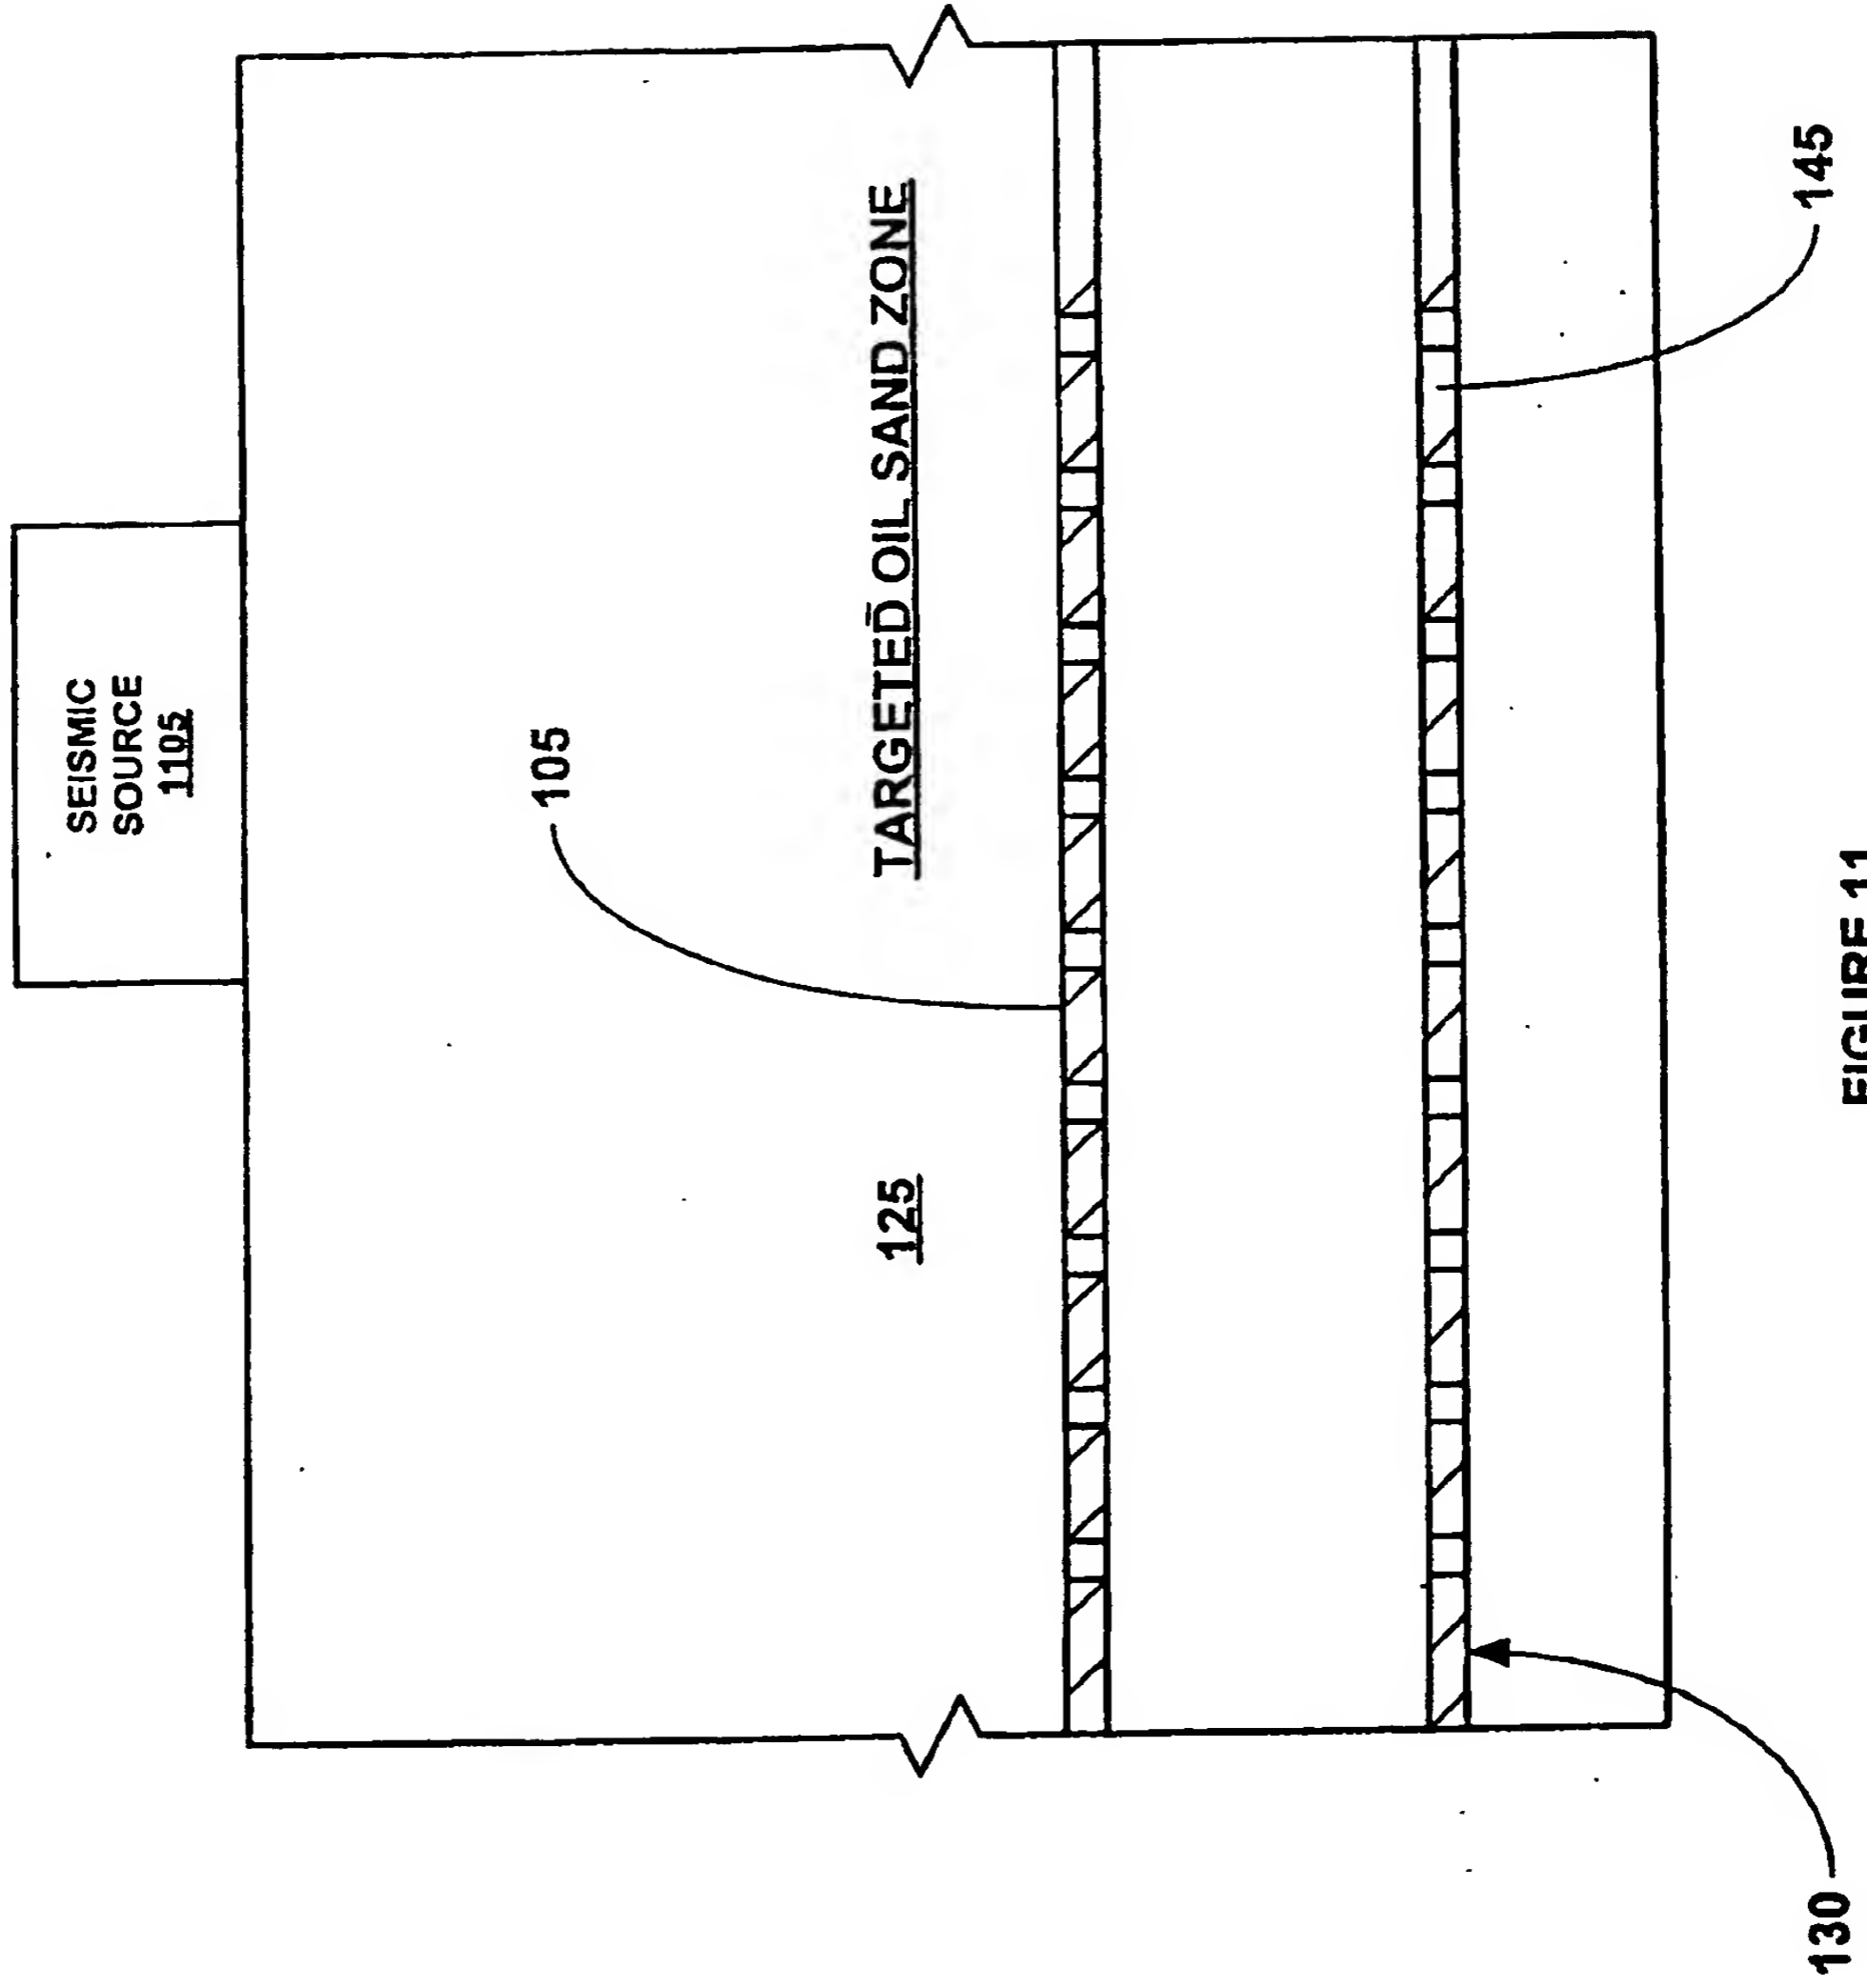 SEISMIC
SOURCE
1105
105
125
TARGETED OIL SAND ZONE
130
145
FIGURE 11